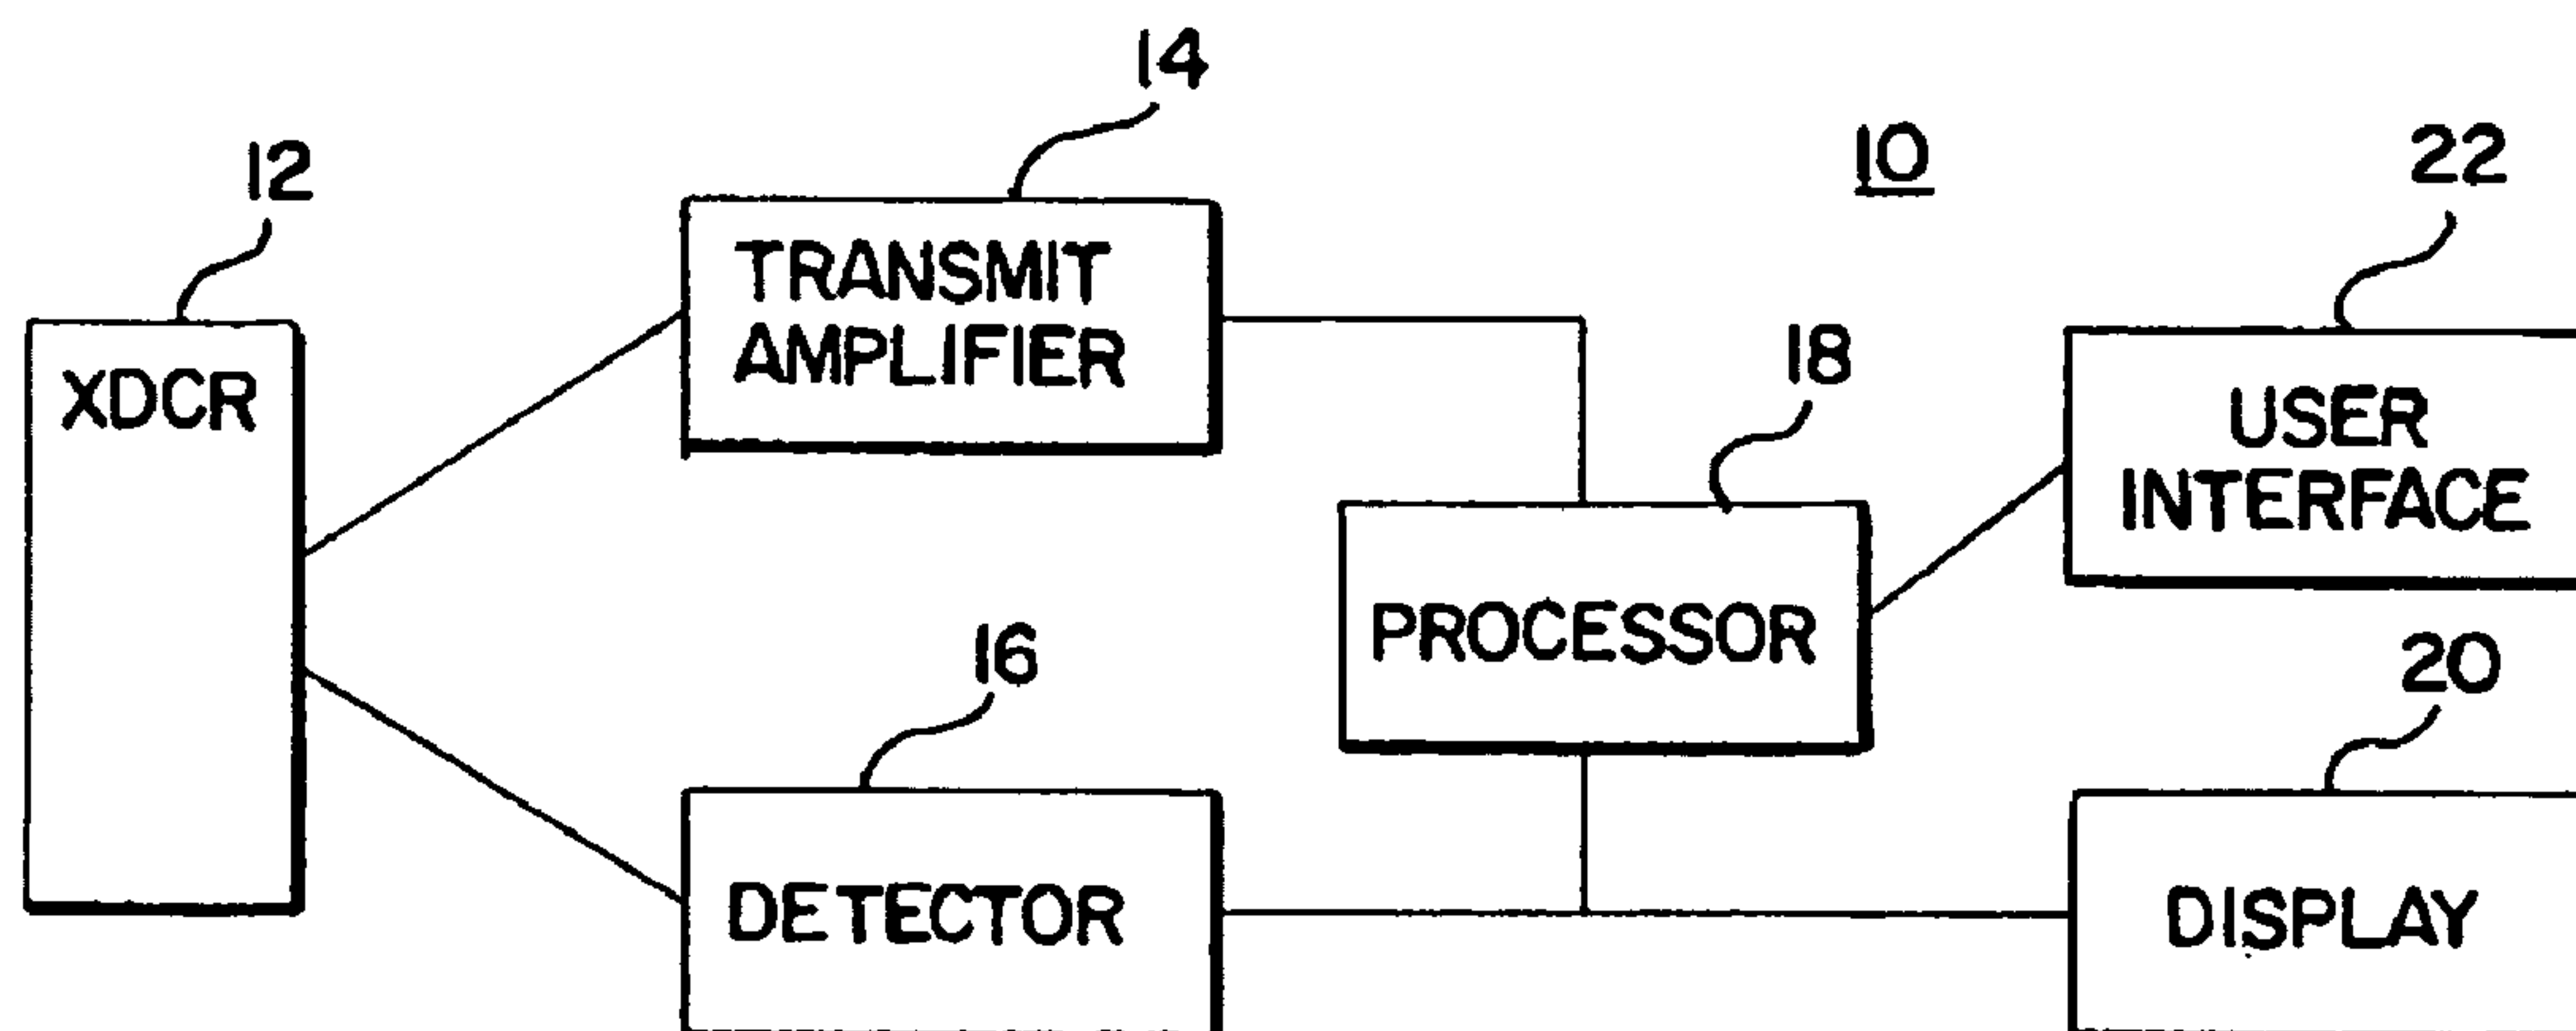 14
10
22
12
TRANSMIT
AMPLIFIER
18
XDCR
USER
INTERFACE
PROCESSOR
16
20
DETECTOR
DISPLAY